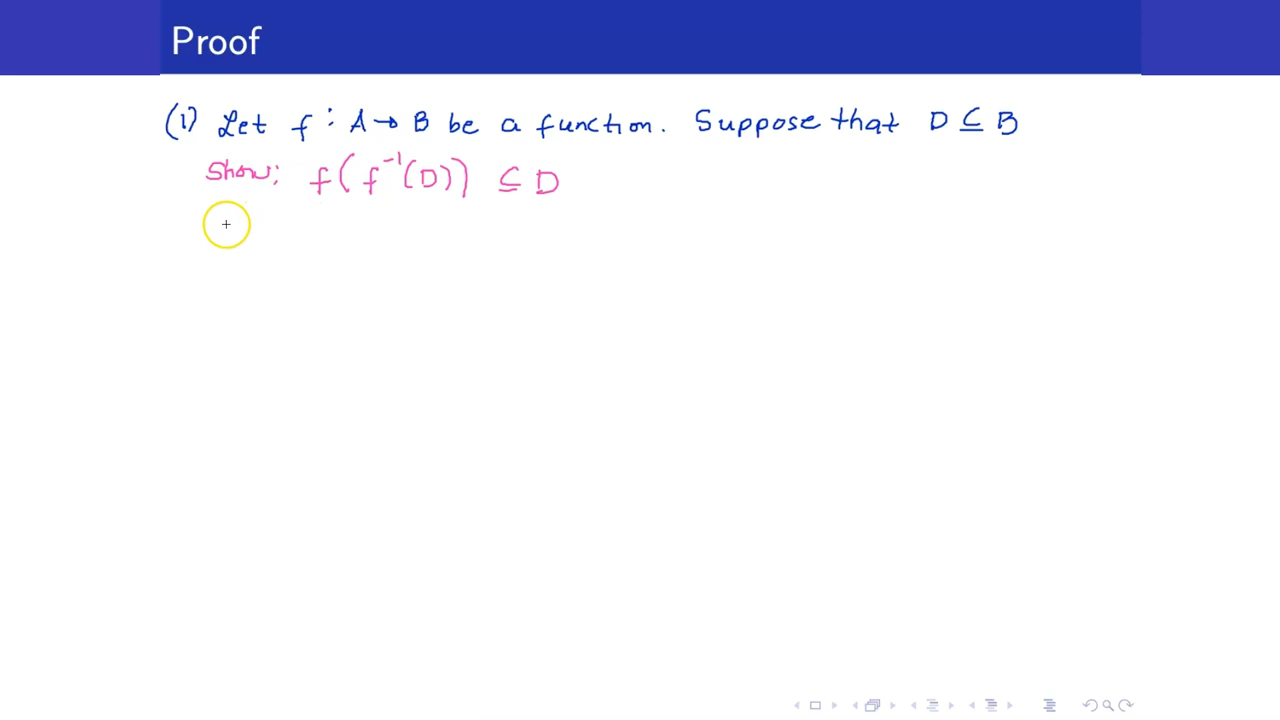 Proof
(1) Let f : A → B be a function. Suppose that D ⊆ B
Show: f(f⁻¹(D)) ⊆ D